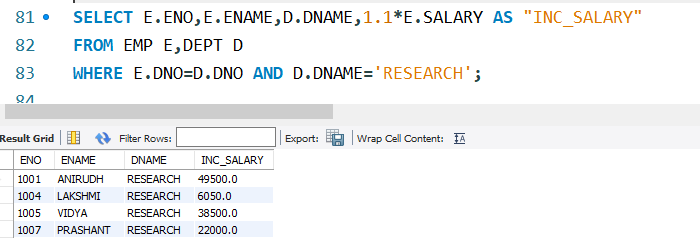 81 SELECT E.ENO,E.ENAME,D.DNAME,1.1*E.SALARY AS "INC_SALARY"
82 FROM EMP E,DEPT D
83 WHERE E.DNO=D.DNO AND D.DNAME='RESEARCH';
84
Result Grid Filter Rows: Export: Wrap Cell Content:
ENO ENAME DNAME INC_SALARY
1001 ANIRUDH RESEARCH 49500.0
1004 LAKSHMI RESEARCH 6050.0
1005 VIDYA RESEARCH 38500.0
1007 PRASHANT RESEARCH 22000.0